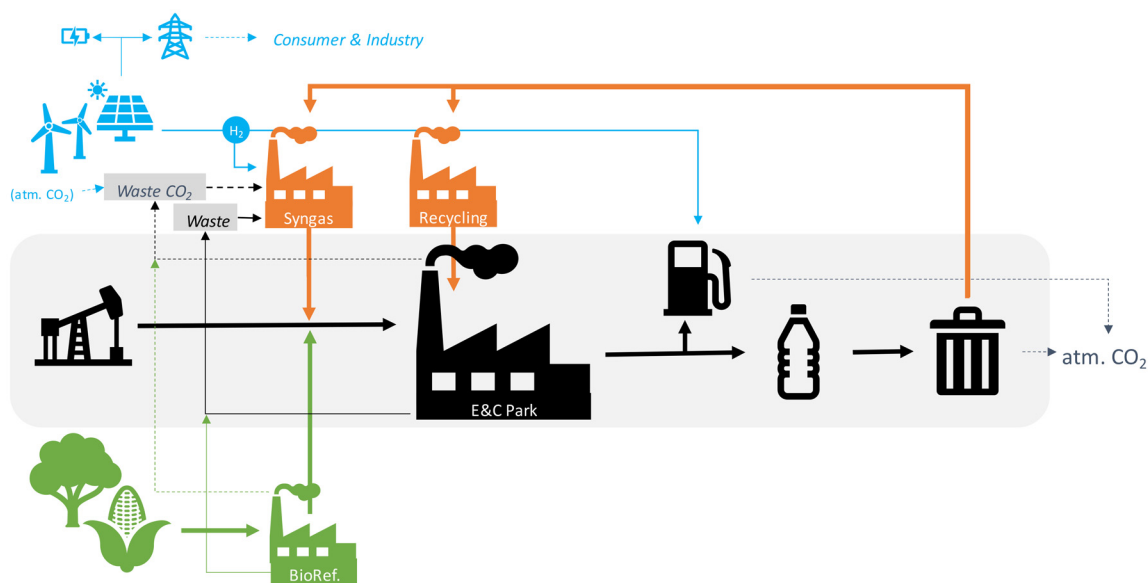 Consumer & Industry
H₂
(atm. CO₂)
Waste CO₂
Waste
Syngas
Recycling
E&C Park
atm. CO₂
BioRef.